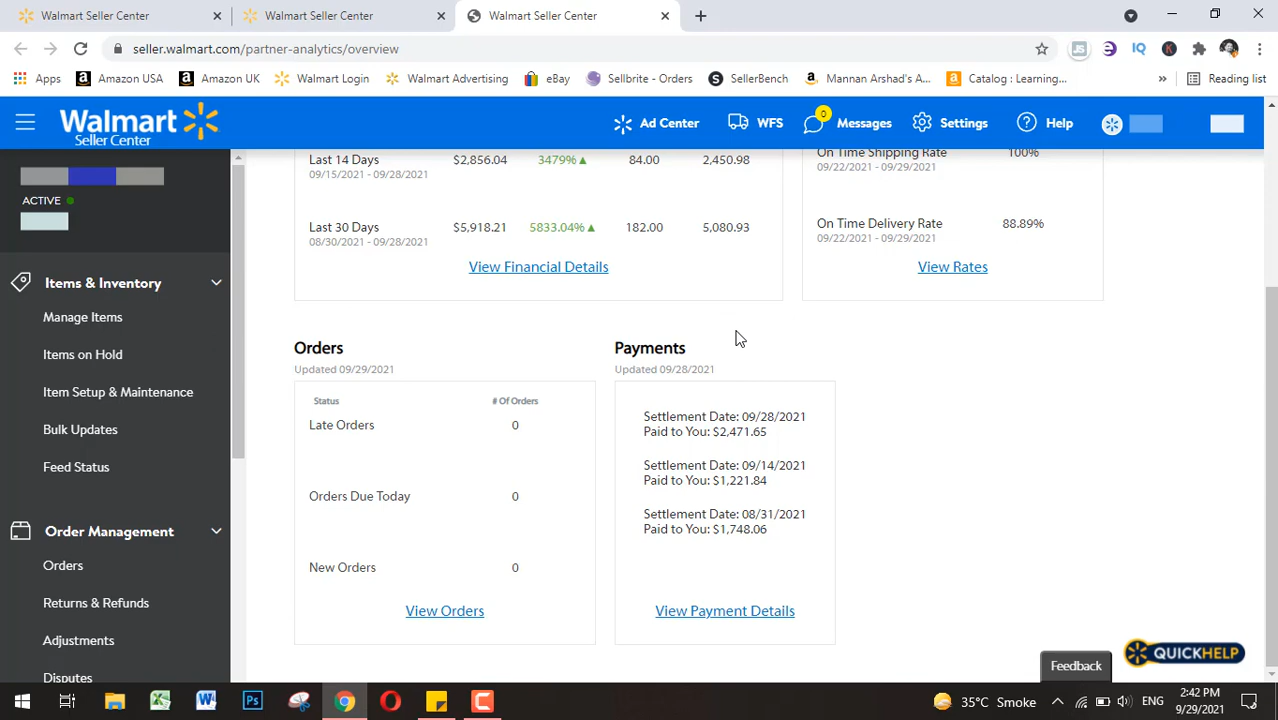 Walmart Seller Center
Walmart Seller Center
Walmart Seller Center
seller.walmart.com/partner-analytics/overview
Apps
Amazon USA
Amazon UK
Walmart Login
Walmart Advertising
eBay
Sellbrite - Orders
SellerBench
Mannan Arshad's A...
Catalog : Learning...
»
Reading list
Walmart
Seller Center
Ad Center
WFS
0
Messages
Settings
Help
ACTIVE
Items & Inventory
Manage Items
Items on Hold
Item Setup & Maintenance
Bulk Updates
Feed Status
Order Management
Orders
Returns & Refunds
Adjustments
Disputes
Last 14 Days $2,856.04 3479% ▲ 84.00 2,450.98
09/15/2021 - 09/28/2021
Last 30 Days $5,918.21 5833.04% ▲ 182.00 5,080.93
08/30/2021 - 09/28/2021
View Financial Details
On Time Shipping Rate 100%
09/22/2021 - 09/29/2021
On Time Delivery Rate 88.89%
09/22/2021 - 09/29/2021
View Rates
Orders
Updated 09/29/2021
Status # Of Orders
Late Orders 0
Orders Due Today 0
New Orders 0
View Orders
Payments
Updated 09/28/2021
Settlement Date: 09/28/2021
Paid to You: $2,471.65
Settlement Date: 09/14/2021
Paid to You: $1,221.84
Settlement Date: 08/31/2021
Paid to You: $1,748.06
View Payment Details
QUICKHELP
Feedback
35°C Smoke
ENG
2:42 PM
9/29/2021